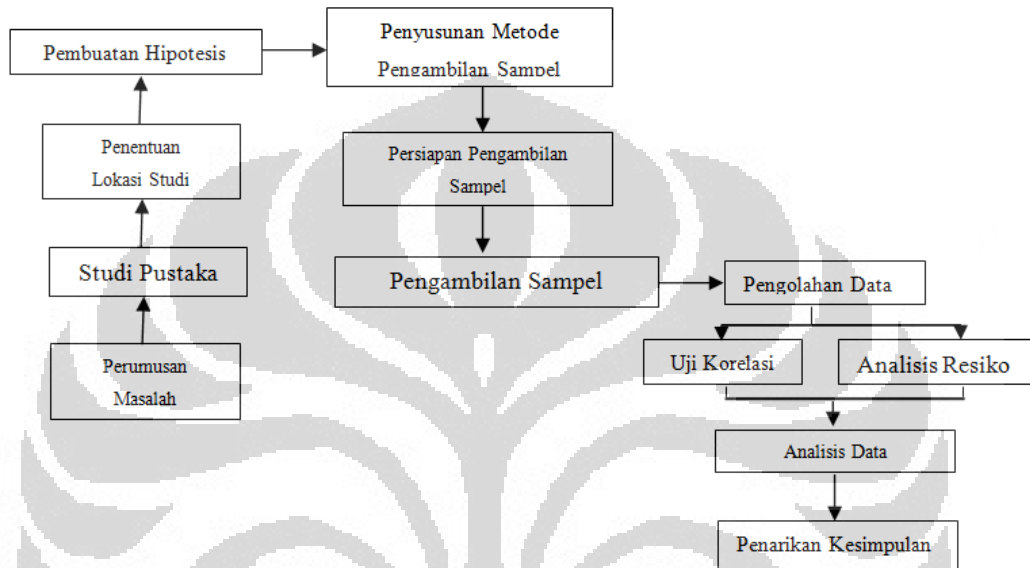 Perumusan
Masalah
Studi Pustaka
Penentuan
Lokasi Studi
Pembuatan Hipotesis
Penyusunan Metode
Pengambilan Sampel
Persiapan Pengambilan
Sampel
Pengambilan Sampel
Pengolahan Data
Uji Korelasi
Analisis Resiko
Analisis Data
Penarikan Kesimpulan